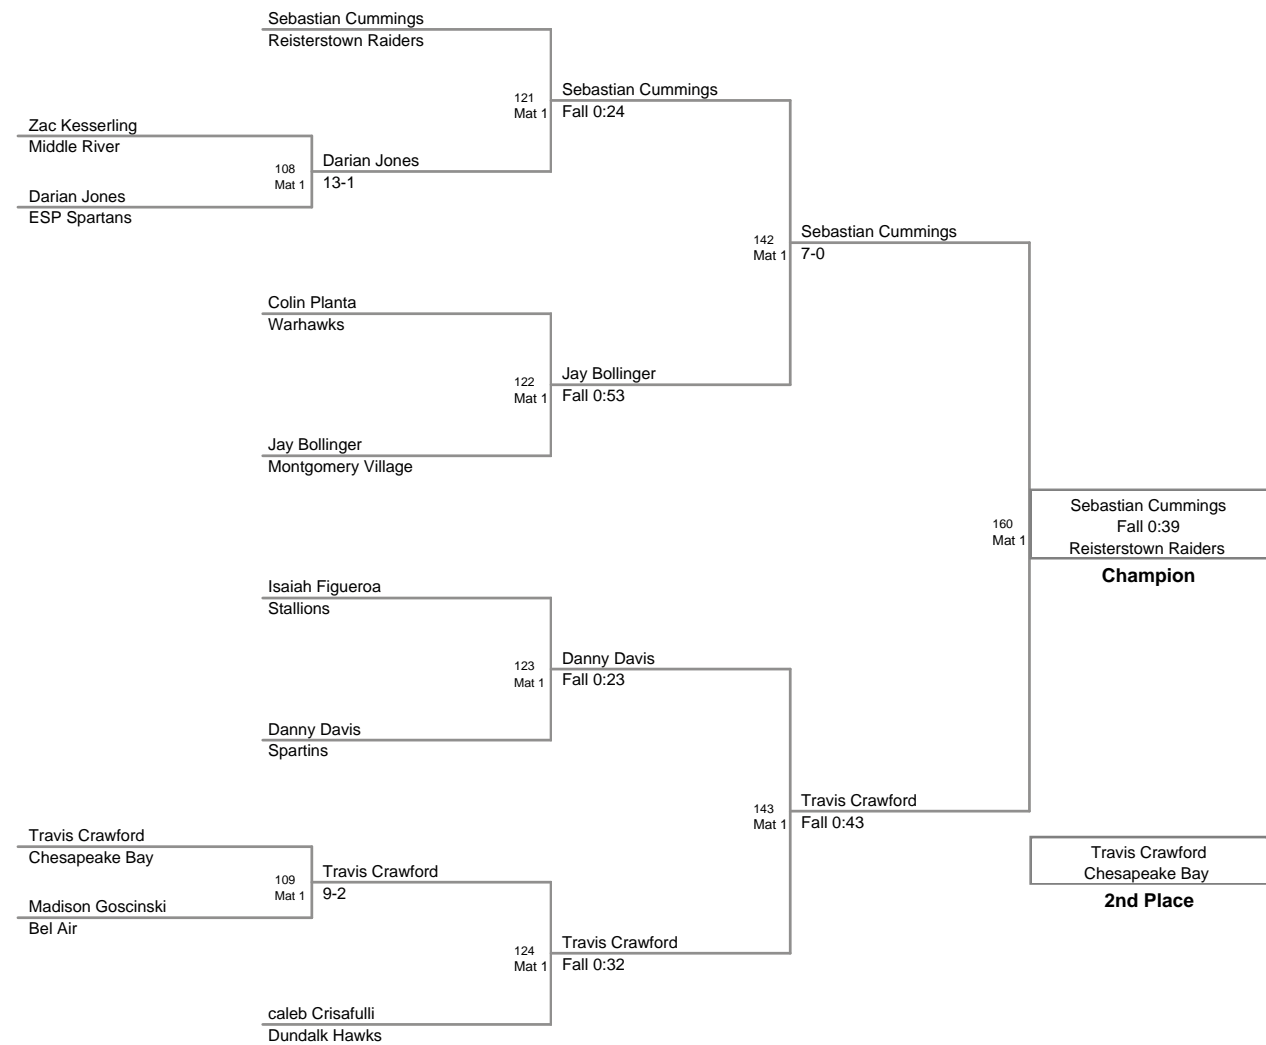 Sebastian Cummings
Reisterstown Raiders
121
Mat 1
Sebastian Cummings
Fall 0:24
Zac Kesserling
Middle River
108
Mat 1
Darian Jones
13-1
Darian Jones
ESP Spartans
142
Mat 1
Sebastian Cummings
7-0
Colin Planta
Warhawks
122
Mat 1
Jay Bollinger
Fall 0:53
Jay Bollinger
Montgomery Village
160
Mat 1
Sebastian Cummings
Fall 0:39
Reisterstown Raiders
Champion
Isaiah Figueroa
Stallions
123
Mat 1
Danny Davis
Fall 0:23
Danny Davis
Spartins
143
Mat 1
Travis Crawford
Fall 0:43
Travis Crawford
Chesapeake Bay
2nd Place
Travis Crawford
Chesapeake Bay
109
Mat 1
Travis Crawford
9-2
Madison Goscinski
Bel Air
124
Mat 1
Travis Crawford
Fall 0:32
caleb Crisafulli
Dundalk Hawks